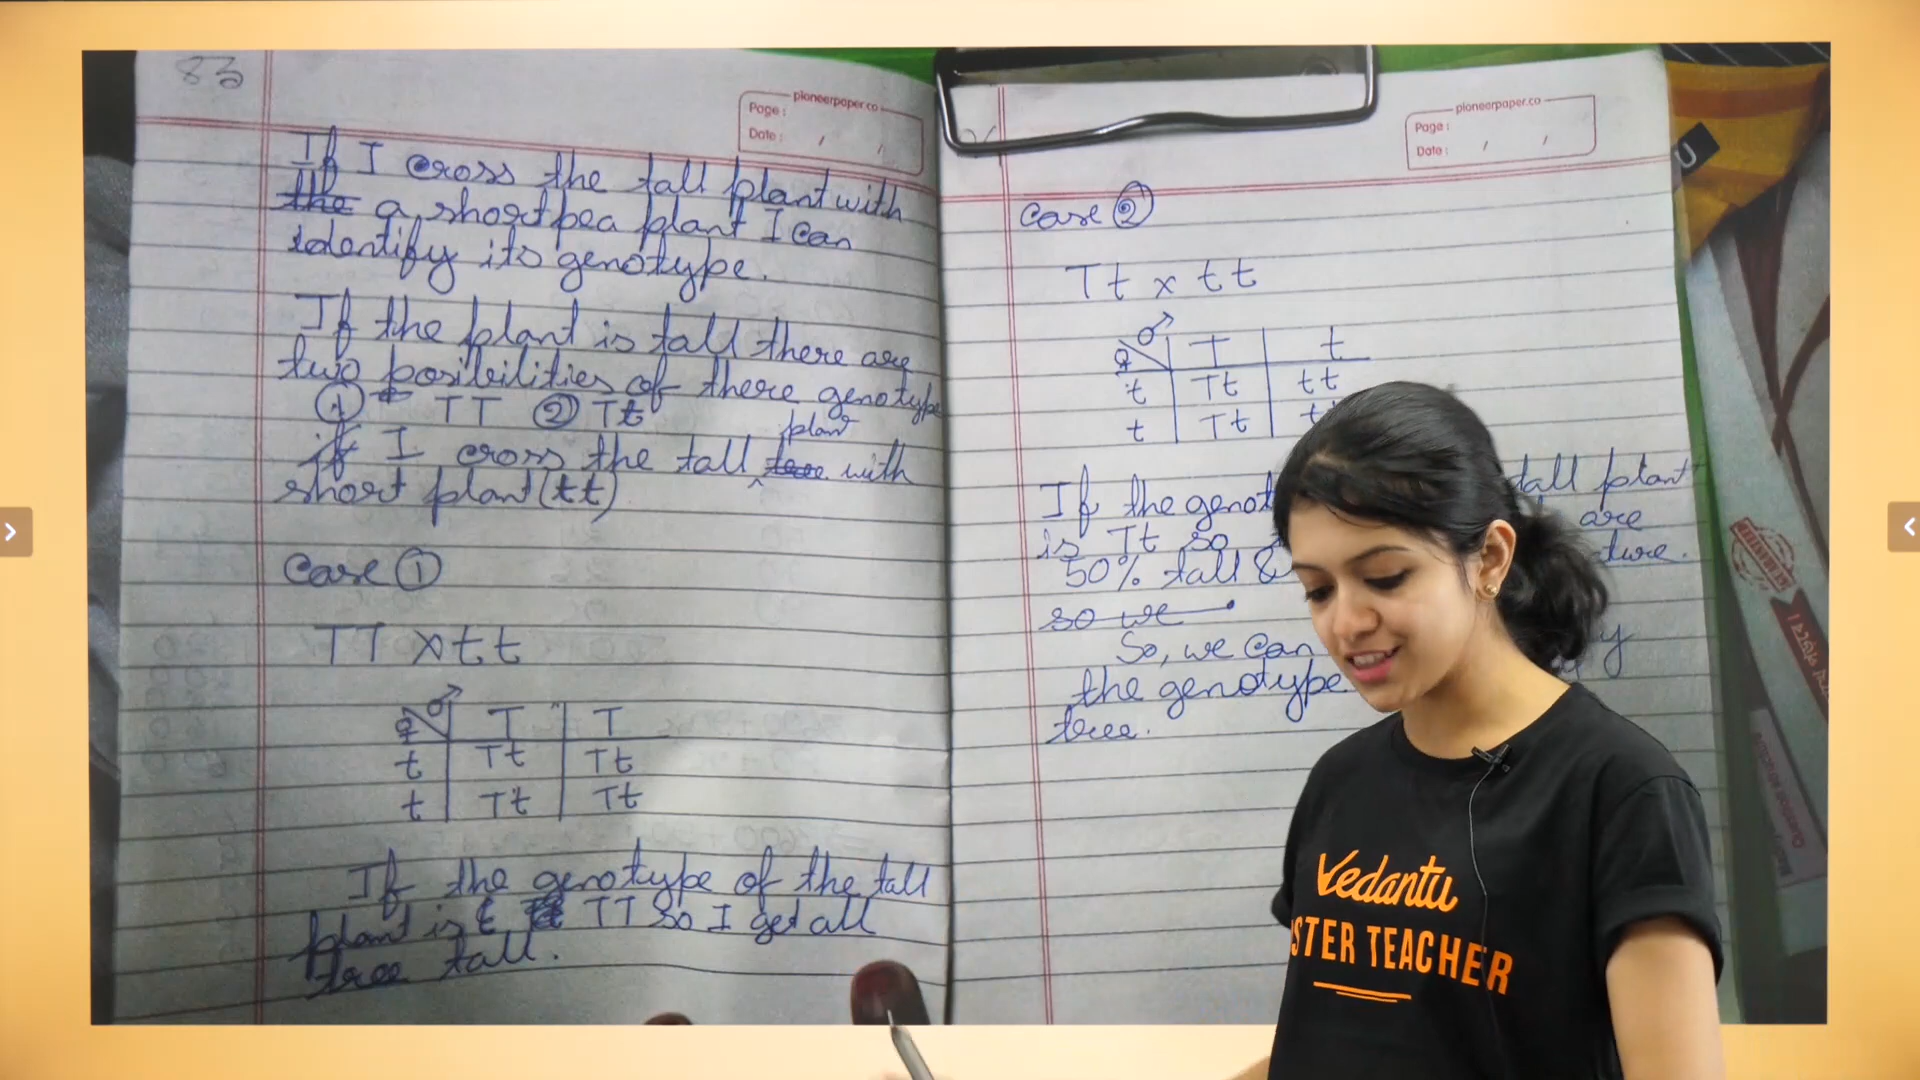 83
pioneerpaper.co
Page :
Date : / /
If I cross the tall plant with
the a short pea plant I can
identify its genotype.
If the plant is tall there are
two posibilities of there genotype
① TT ② Tt
plant
if I cross the tall tree with
short plant (tt)
Case ①
TT x tt
♂
♀ T T
t Tt Tt
t Tt Tt
If the genotype of the tall
plant is t TT so I get all
tree tall.
pioneerpaper.co
Page :
Date : / /
Case ②
Tt x tt
♂
♀ T t
t Tt tt
t Tt t
If the genot tall plant
is Tt so are
50% tall & ture.
so we
So, we can y
the genotype
tree.
U
Vedantu
STER TEACHER